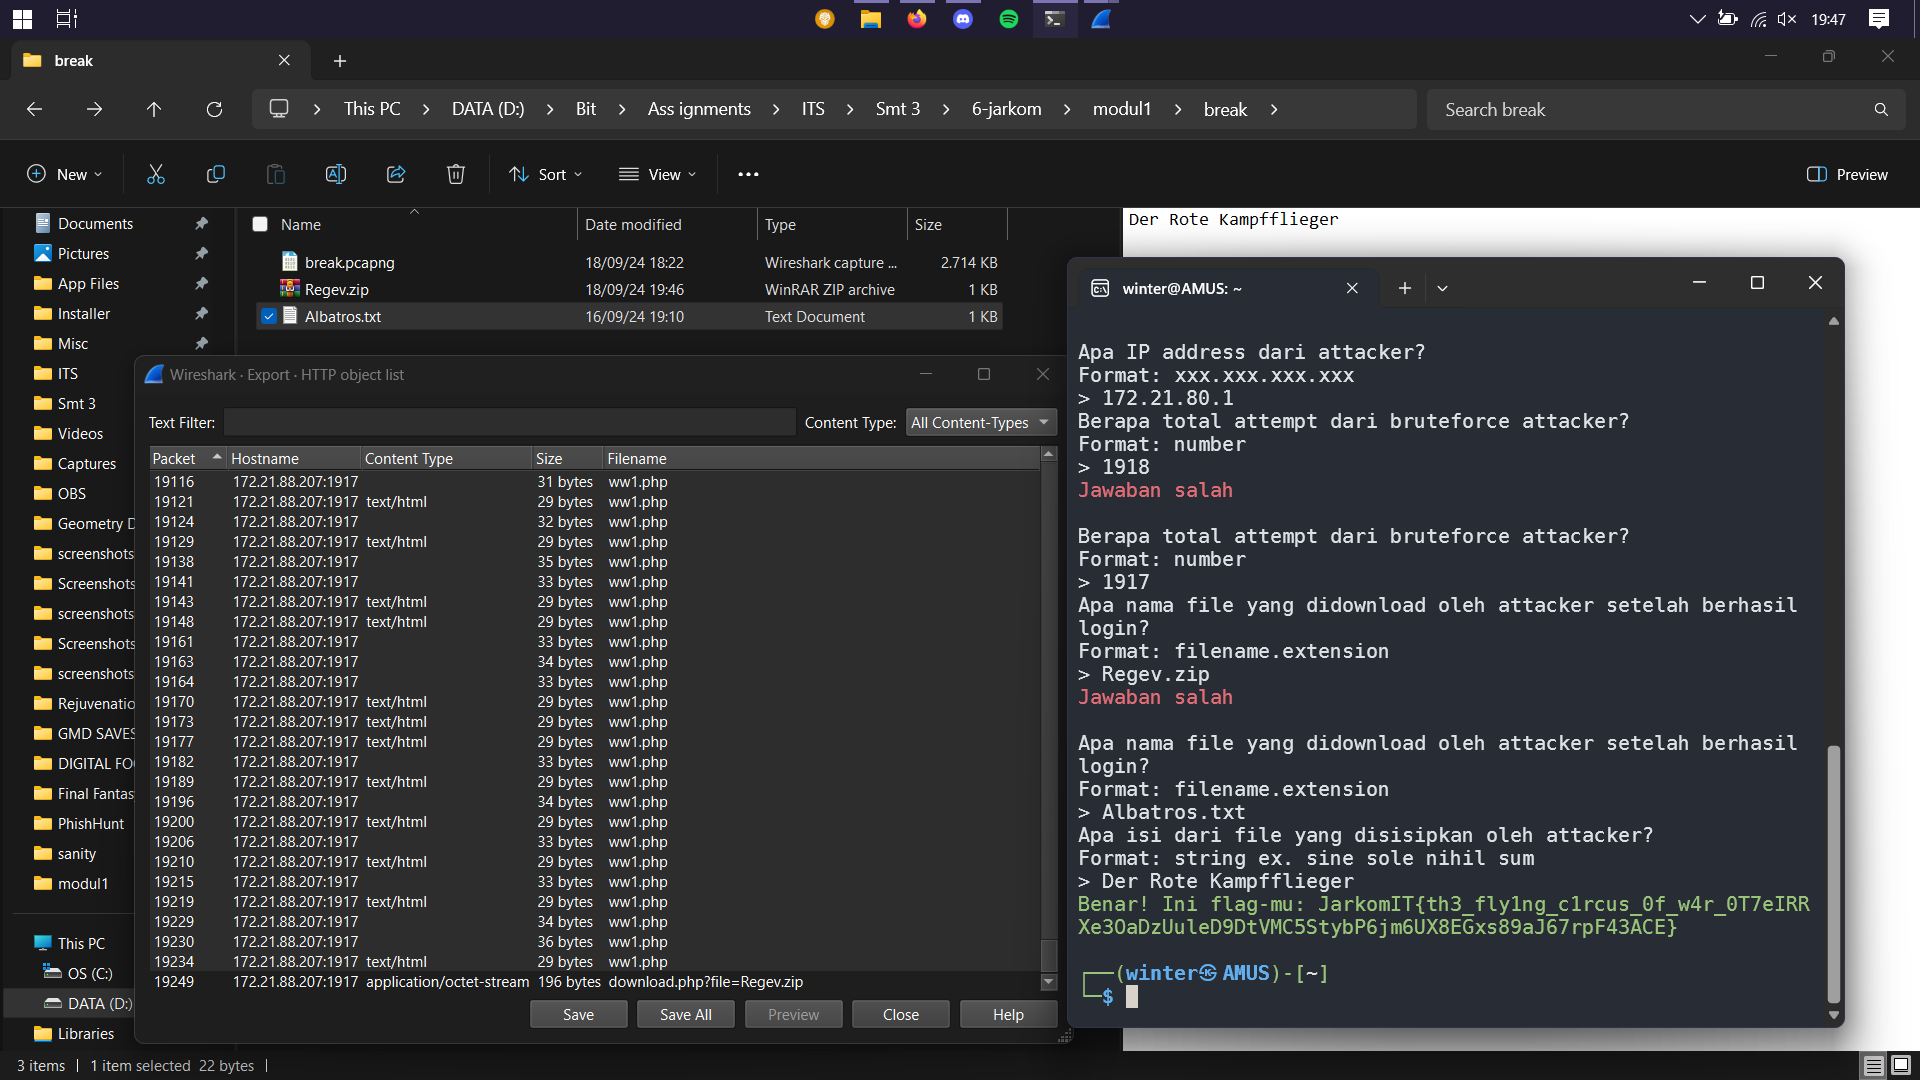 19:47
break
This PC
DATA (D:)
Bit
Ass ignments
ITS
Smt 3
6-jarkom
modul1
break
Search break
New
Sort
View
Preview
Documents
Pictures
App Files
Installer
Misc
ITS
Smt 3
Videos
Captures
OBS
Geometry D
screenshots
Screenshots
screenshots
Screenshots
screenshots
Rejuvenatio
GMD SAVES
DIGITAL FO
Final Fantas
PhishHunt
sanity
modul1
This PC
OS (C:)
DATA (D:)
Libraries
Name Date modified Type Size
break.pcapng 18/09/24 18:22 Wireshark capture ... 2.714 KB
Regev.zip 18/09/24 19:46 WinRAR ZIP archive 1 KB
Albatros.txt 16/09/24 19:10 Text Document 1 KB
Der Rote Kampfflieger
Wireshark · Export · HTTP object list
Text Filter:
Content Type: All Content-Types
Packet Hostname Content Type Size Filename
19116 172.21.88.207:1917 31 bytes ww1.php
19121 172.21.88.207:1917 text/html 29 bytes ww1.php
19124 172.21.88.207:1917 32 bytes ww1.php
19129 172.21.88.207:1917 text/html 29 bytes ww1.php
19138 172.21.88.207:1917 35 bytes ww1.php
19141 172.21.88.207:1917 33 bytes ww1.php
19143 172.21.88.207:1917 text/html 29 bytes ww1.php
19148 172.21.88.207:1917 text/html 29 bytes ww1.php
19161 172.21.88.207:1917 33 bytes ww1.php
19163 172.21.88.207:1917 34 bytes ww1.php
19164 172.21.88.207:1917 33 bytes ww1.php
19170 172.21.88.207:1917 text/html 29 bytes ww1.php
19173 172.21.88.207:1917 text/html 29 bytes ww1.php
19177 172.21.88.207:1917 text/html 29 bytes ww1.php
19182 172.21.88.207:1917 33 bytes ww1.php
19189 172.21.88.207:1917 text/html 29 bytes ww1.php
19196 172.21.88.207:1917 34 bytes ww1.php
19200 172.21.88.207:1917 text/html 29 bytes ww1.php
19206 172.21.88.207:1917 33 bytes ww1.php
19210 172.21.88.207:1917 text/html 29 bytes ww1.php
19215 172.21.88.207:1917 33 bytes ww1.php
19219 172.21.88.207:1917 text/html 29 bytes ww1.php
19229 172.21.88.207:1917 34 bytes ww1.php
19230 172.21.88.207:1917 36 bytes ww1.php
19234 172.21.88.207:1917 text/html 29 bytes ww1.php
19249 172.21.88.207:1917 application/octet-stream 196 bytes download.php?file=Regev.zip
Save
Save All
Preview
Close
Help
winter@AMUS: ~
Apa IP address dari attacker?
Format: xxx.xxx.xxx.xxx
> 172.21.80.1
Berapa total attempt dari bruteforce attacker?
Format: number
> 1918
Jawaban salah
Berapa total attempt dari bruteforce attacker?
Format: number
> 1917
Apa nama file yang didownload oleh attacker setelah berhasil
login?
Format: filename.extension
> Regev.zip
Jawaban salah
Apa nama file yang didownload oleh attacker setelah berhasil
login?
Format: filename.extension
> Albatros.txt
Apa isi dari file yang disisipkan oleh attacker?
Format: string ex. sine sole nihil sum
> Der Rote Kampfflieger
Benar! Ini flag-mu: JarkomIT{th3_fly1ng_c1rcus_0f_w4r_0T7eIRR
Xe3OaDzUuleD9DtVMC5StybP6jm6UX8EGxs89aJ67rpF43ACE}
┌──(winter㉿AMUS)-[~]
└─$
3 items
1 item selected 22 bytes